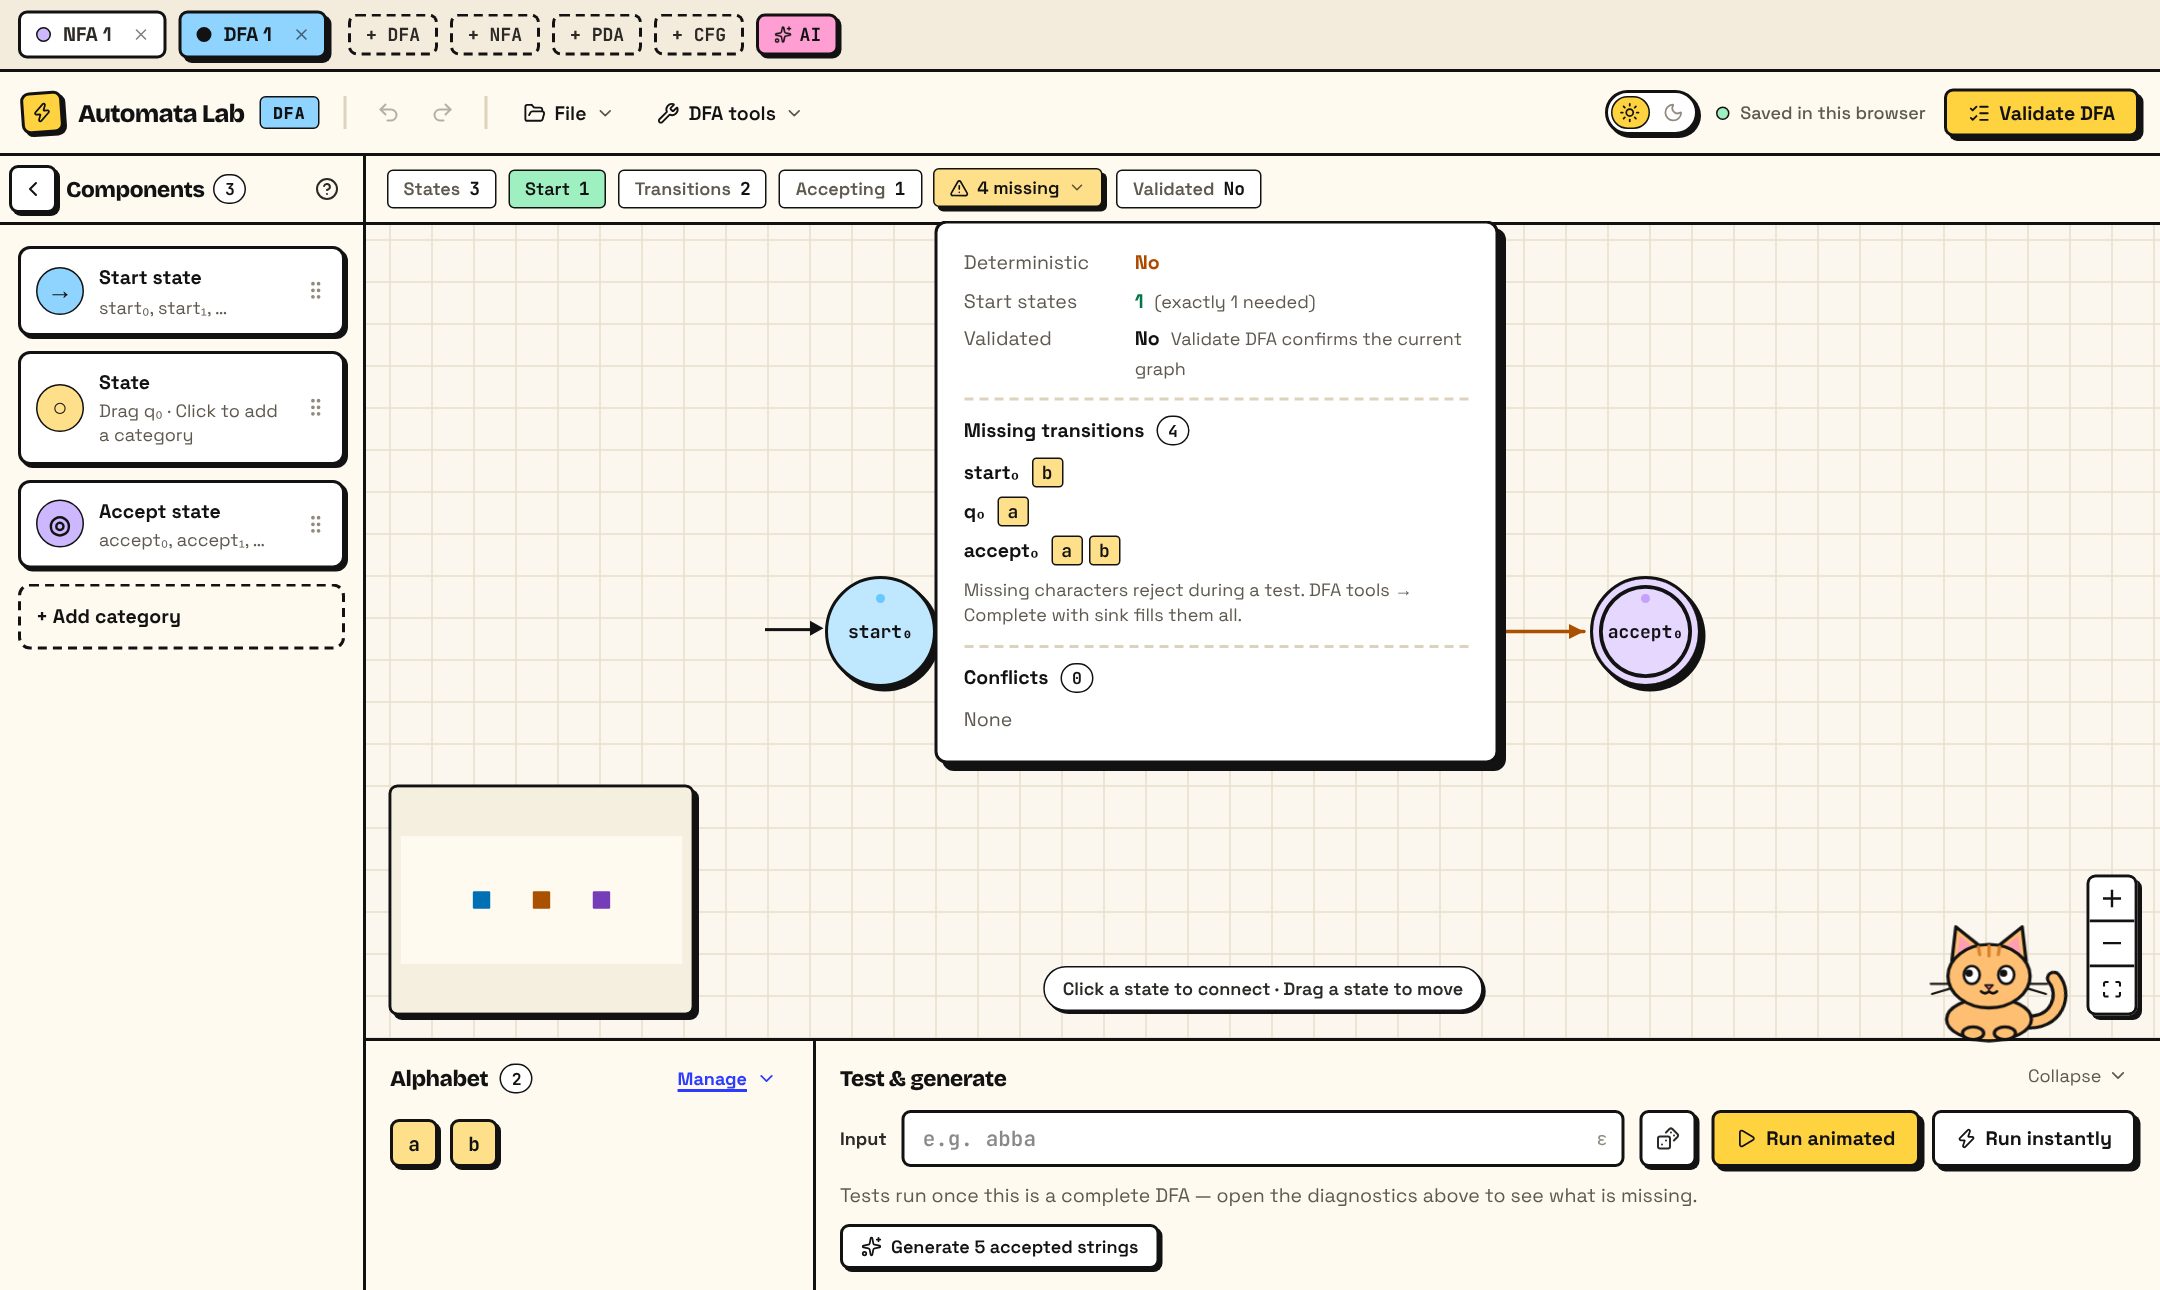 NFA 1 × DFA 1 × + DFA + NFA + PDA + CFG AI
Automata Lab DFA File DFA tools Saved in this browser Validate DFA
Components 3
States 3 Start 1 Transitions 2 Accepting 1 4 missing Validated No
Start state
start₀, start₁, …
State
Drag q₀ · Click to add
a category
Accept state
accept₀, accept₁, …
+ Add category
Deterministic No
Start states 1 (exactly 1 needed)
Validated No Validate DFA confirms the current
graph
Missing transitions 4
start₀ b
q₀ a
accept₀ a b
Missing characters reject during a test. DFA tools →
Complete with sink fills them all.
Conflicts 0
None
start₀
accept₀
Click a state to connect · Drag a state to move
Alphabet 2 Manage
a b
Test & generate Collapse
Input e.g. abba ε Run animated Run instantly
Tests run once this is a complete DFA — open the diagnostics above to see what is missing.
Generate 5 accepted strings